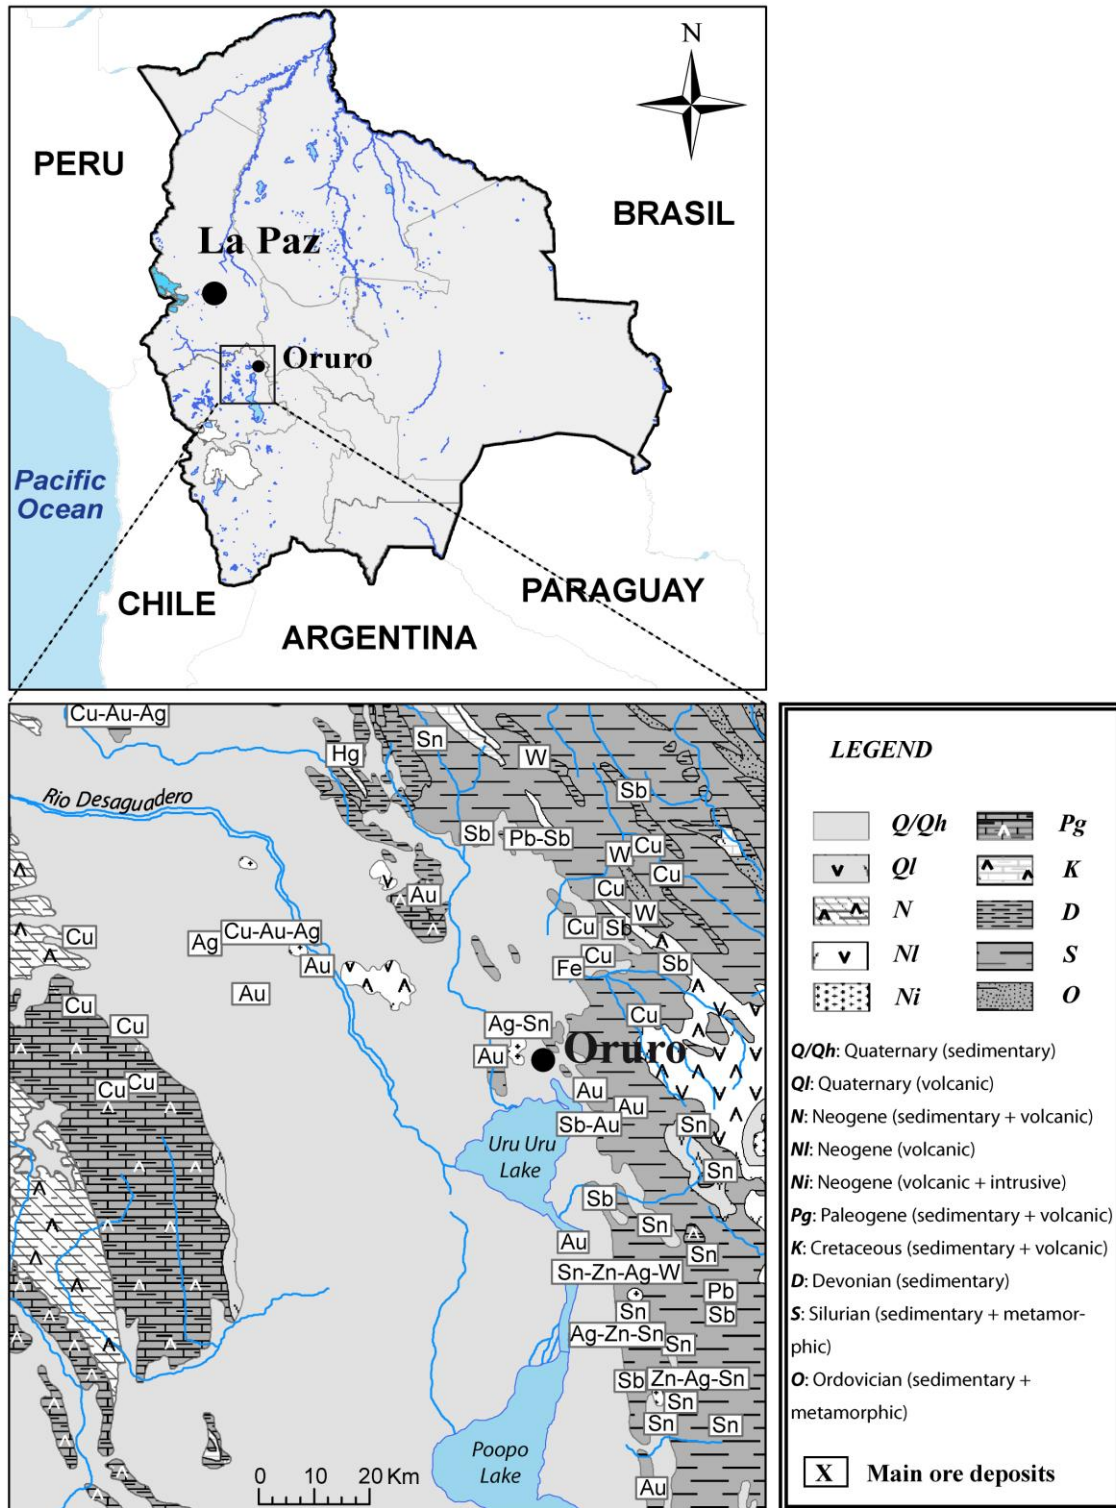 N
PERU
BRASIL
La Paz
Oruro
Pacific
Ocean
CHILE
PARAGUAY
ARGENTINA
Cu-Au-Ag
Sn
Hg
W
Rio Desaguadero
Sb
Sb
Pb-Sb
Cu
W
Cu
Au
Cu
W
Cu-Au-Ag
Cu
Sb
Cu
Ag
Cu
Sb
Au
Fe
Au
Cu
Cu
Ag-Sn
Cu
Oruro
Au
Cu
Cu
Au
Au
Sb-Au
Sn
Uru Uru
Lake
Sn
Sb
Sn
Au
Sn
Sn-Zn-Ag-W
Pb
Sn
Sb
Ag-Zn-Sn
Sn
Sb
Zn-Ag-Sn
Sn
Sn
Sn
Poopo
Lake
0 10 20 Km
Au
LEGEND
Q/Qh
Pg
Ql
K
N
D
Nl
S
Ni
O
Q/Qh: Quaternary (sedimentary)
Ql: Quaternary (volcanic)
N: Neogene (sedimentary + volcanic)
Nl: Neogene (volcanic)
Ni: Neogene (volcanic + intrusive)
Pg: Paleogene (sedimentary + volcanic)
K: Cretaceous (sedimentary + volcanic)
D: Devonian (sedimentary)
S: Silurian (sedimentary + metamor-
phic)
O: Ordovician (sedimentary +
metamorphic)
X Main ore deposits